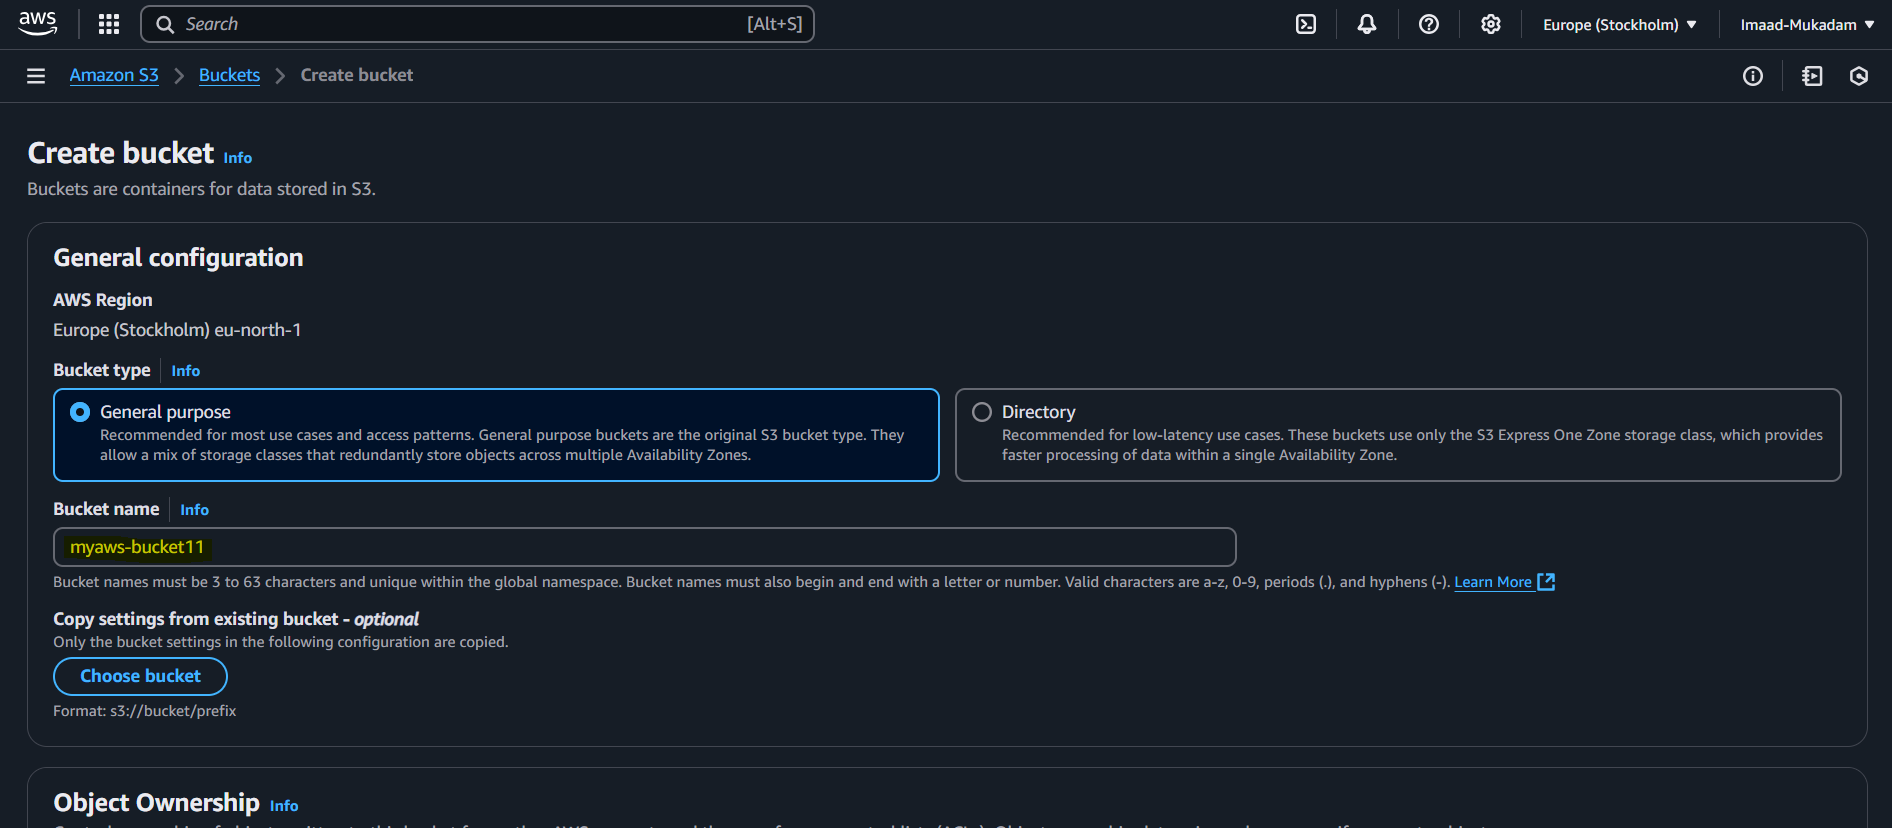 aws
Search [Alt+S]
Europe (Stockholm)
Imaad-Mukadam
Amazon S3
Buckets
Create bucket
Create bucket Info
Buckets are containers for data stored in S3.
General configuration
AWS Region
Europe (Stockholm) eu-north-1
Bucket type Info
General purpose
Recommended for most use cases and access patterns. General purpose buckets are the original S3 bucket type. They
allow a mix of storage classes that redundantly store objects across multiple Availability Zones.
Directory
Recommended for low-latency use cases. These buckets use only the S3 Express One Zone storage class, which provides
faster processing of data within a single Availability Zone.
Bucket name Info
myaws-bucket11
Bucket names must be 3 to 63 characters and unique within the global namespace. Bucket names must also begin and end with a letter or number. Valid characters are a-z, 0-9, periods (.), and hyphens (-). Learn More
Copy settings from existing bucket - optional
Only the bucket settings in the following configuration are copied.
Choose bucket
Format: s3://bucket/prefix
Object Ownership Info